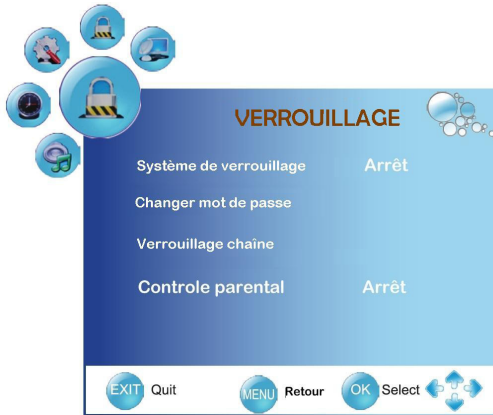 VERROUILLAGE
Système de verrouillage Arrêt
Changer mot de passe
Verrouillage chaîne
Controle parental Arrêt
EXIT Quit MENU Retour OK Select